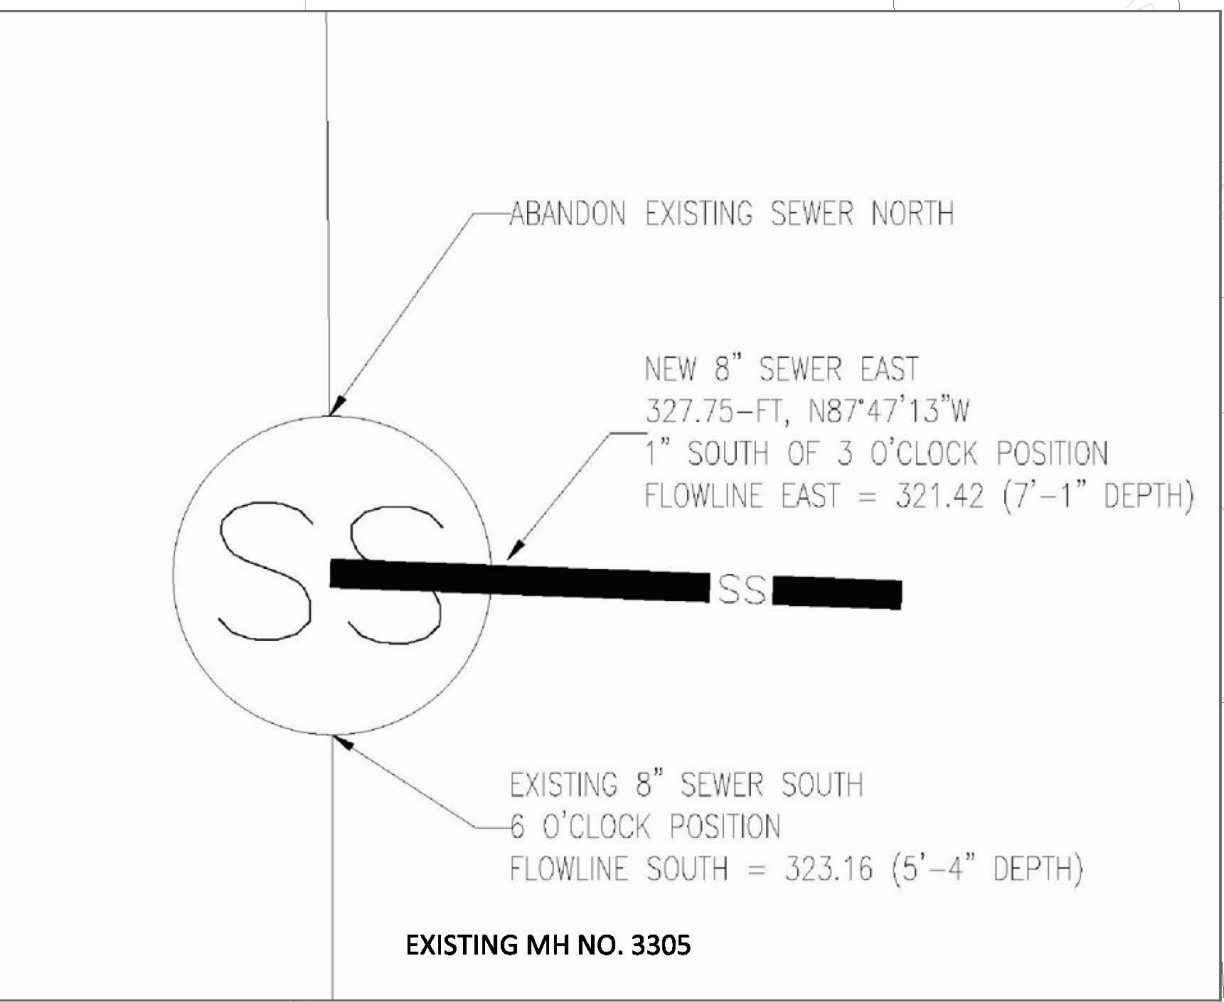 ABANDON EXISTING SEWER NORTH
NEW 8" SEWER EAST
327.75-FT, N87°47'13"W
1" SOUTH OF 3 O'CLOCK POSITION
FLOWLINE EAST = 321.42 (7'-1" DEPTH)
SS
SS
EXISTING 8" SEWER SOUTH
6 O'CLOCK POSITION
FLOWLINE SOUTH = 323.16 (5'-4" DEPTH)
EXISTING MH NO. 3305